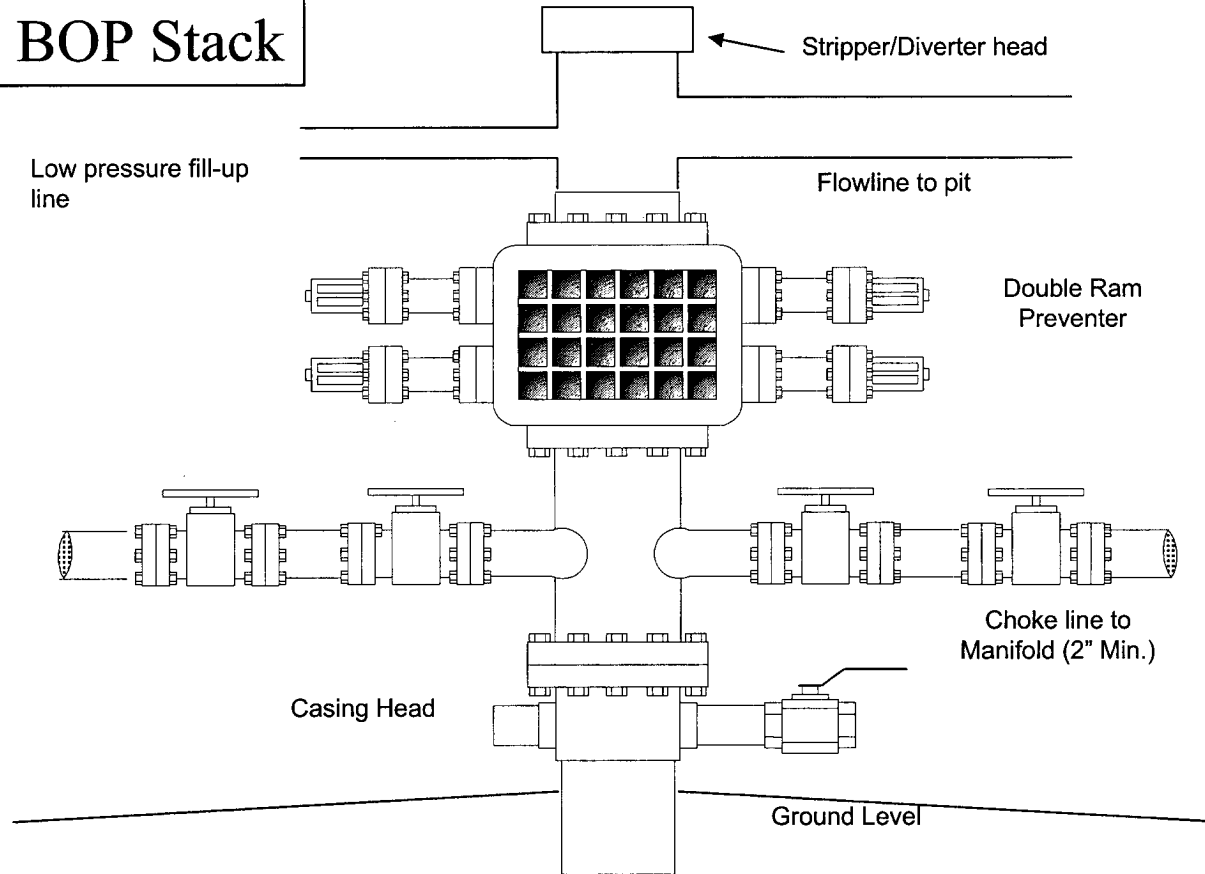 BOP Stack
Stripper/Diverter head
Low pressure fill-up
line
Flowline to pit
Double Ram
Preventer
Choke line to
Manifold (2" Min.)
Casing Head
Ground Level